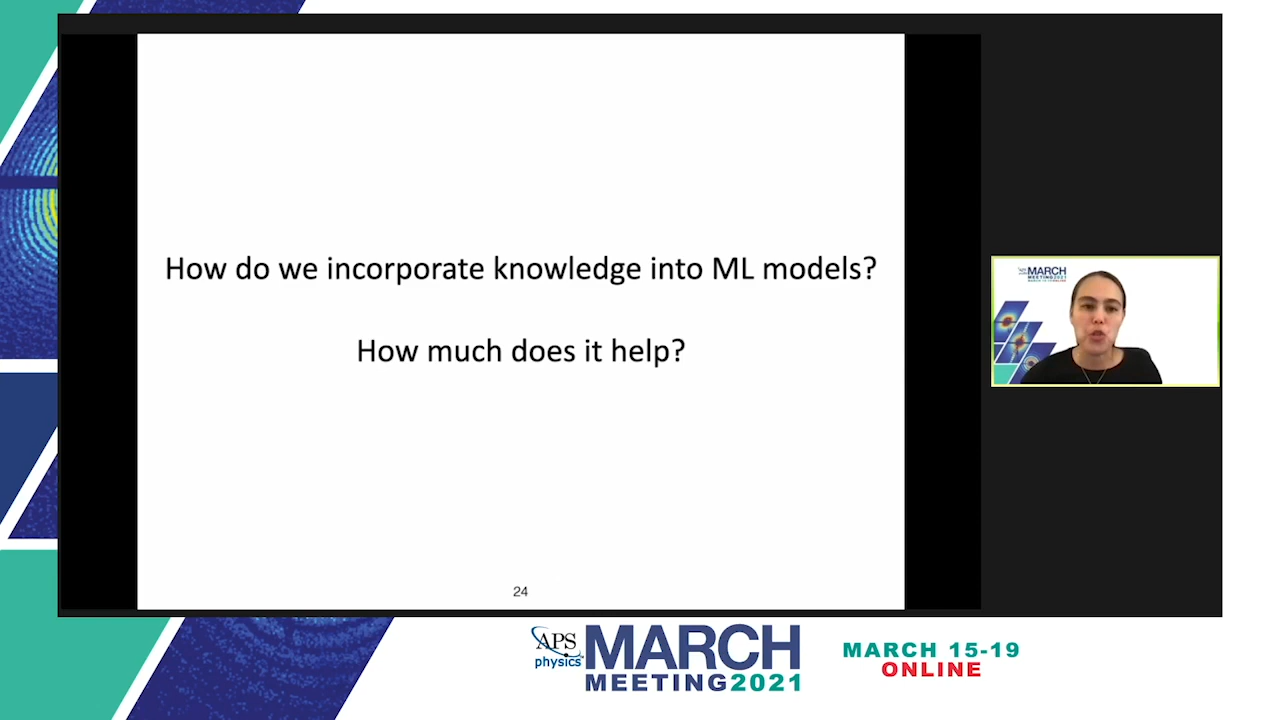 How do we incorporate knowledge into ML models?
How much does it help?
24
MARCH
MEETING2021
APS
physics
MARCH
MEETING2021
MARCH 15-19
ONLINE